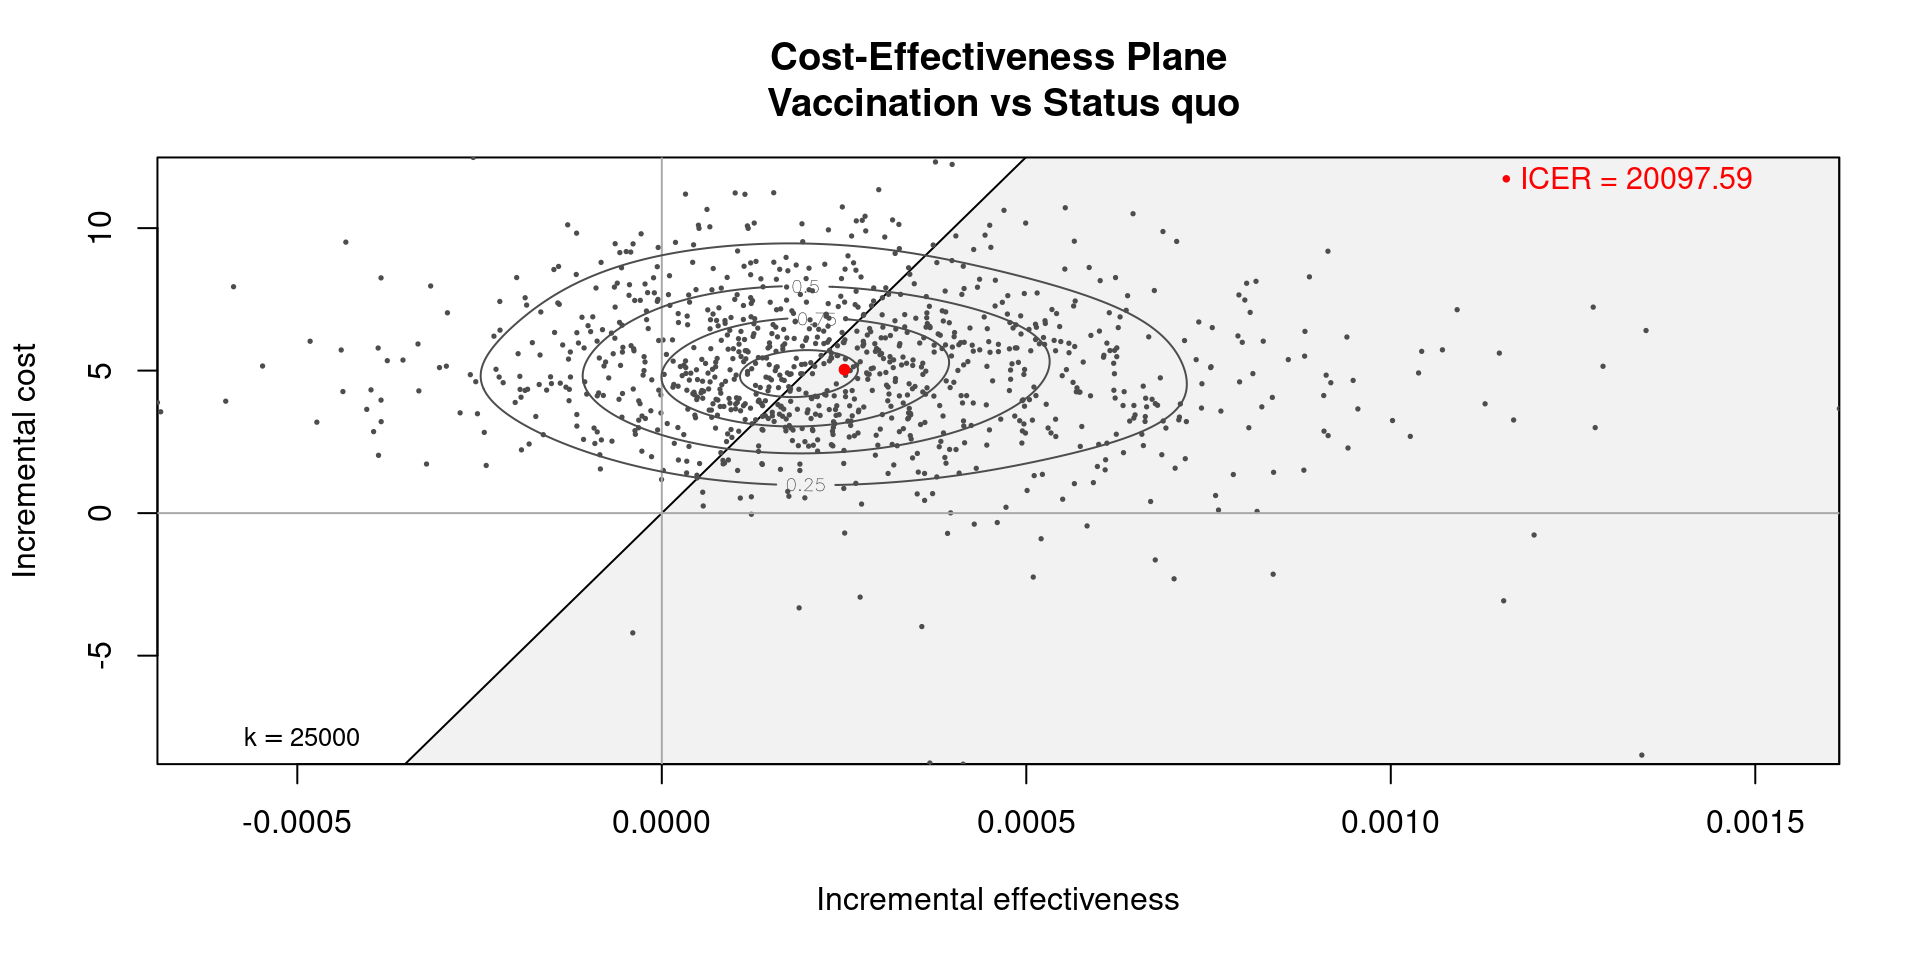 Cost-Effectiveness Plane
Vaccination vs Status quo
• ICER = 20097.59
10
5
0
-5
Incremental cost
0.5
0.75
0.25
k = 25000
-0.0005 0.0000 0.0005 0.0010 0.0015
Incremental effectiveness